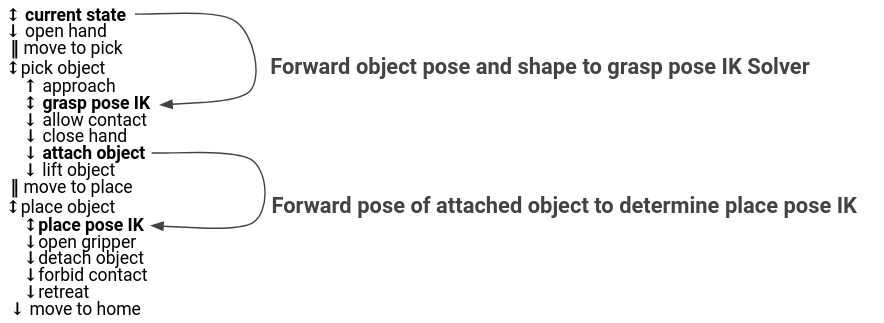 ↕ current state
↓ open hand
‖ move to pick
↕ pick object
↑ approach
↕ grasp pose IK
↓ allow contact
↓ close hand
↓ attach object
↓ lift object
‖ move to place
↕ place object
↕ place pose IK
↓ open gripper
↓ detach object
↓ forbid contact
↓ retreat
↓ move to home
Forward object pose and shape to grasp pose IK Solver
Forward pose of attached object to determine place pose IK